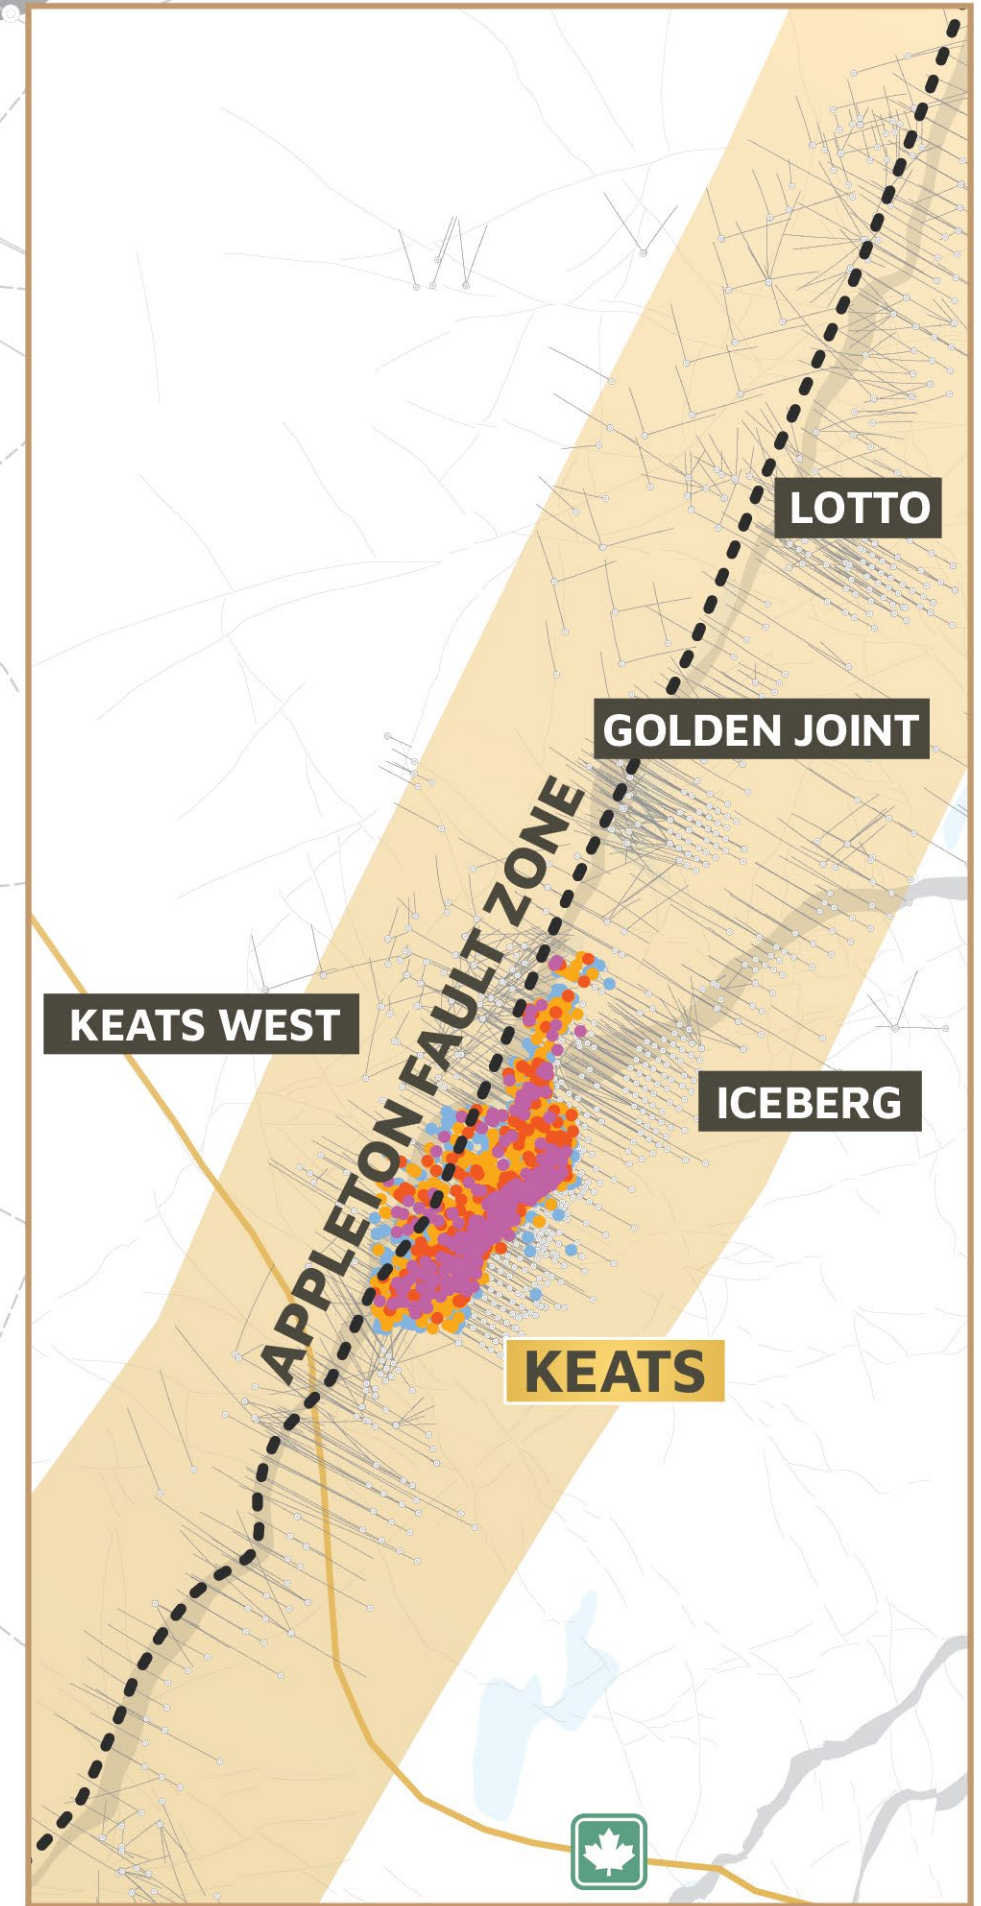 LOTTO
GOLDEN JOINT
APPLETON FAULT ZONE
KEATS WEST
ICEBERG
KEATS